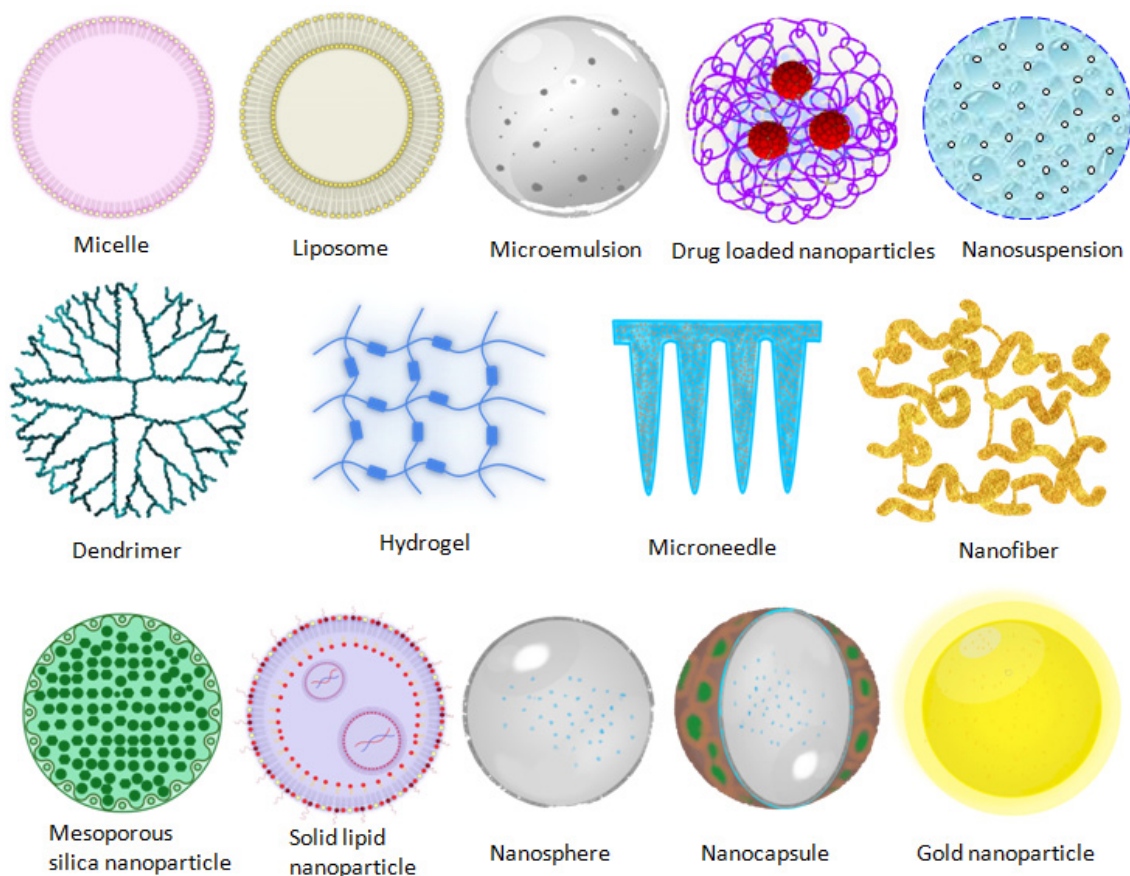 Micelle
Liposome
Microemulsion
Drug loaded nanoparticles
Nanosuspension
Dendrimer
Hydrogel
Microneedle
Nanofiber
Mesoporous
silica nanoparticle
Solid lipid
nanoparticle
Nanosphere
Nanocapsule
Gold nanoparticle